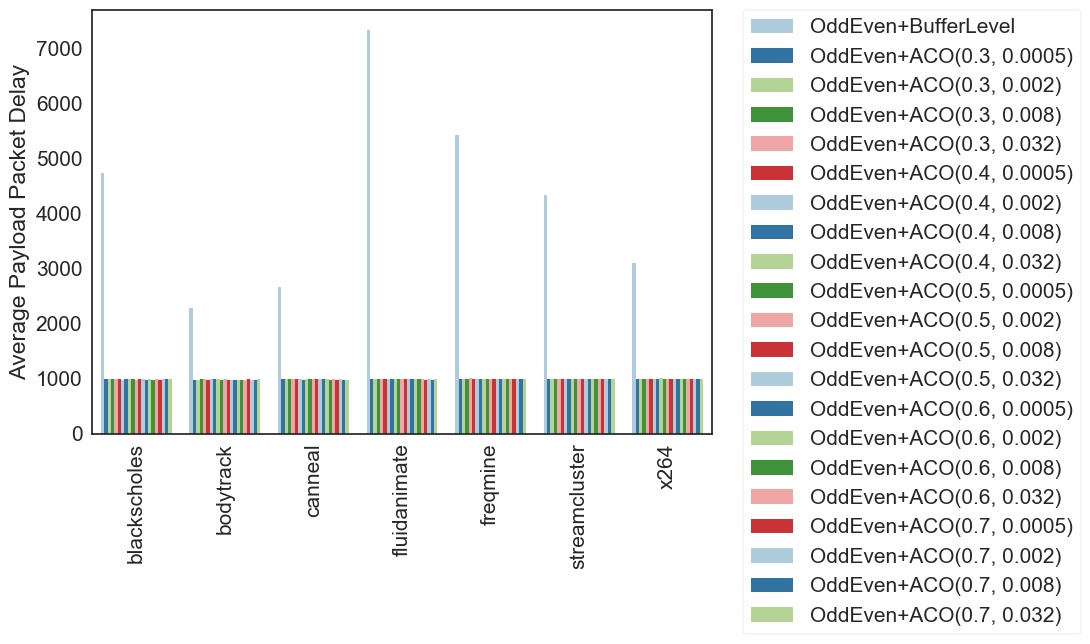 Average Payload Packet Delay
7000
6000
5000
4000
3000
2000
1000
0
blackscholes
bodytrack
canneal
fluidanimate
freqmine
streamcluster
x264
OddEven+BufferLevel
OddEven+ACO(0.3, 0.0005)
OddEven+ACO(0.3, 0.002)
OddEven+ACO(0.3, 0.008)
OddEven+ACO(0.3, 0.032)
OddEven+ACO(0.4, 0.0005)
OddEven+ACO(0.4, 0.002)
OddEven+ACO(0.4, 0.008)
OddEven+ACO(0.4, 0.032)
OddEven+ACO(0.5, 0.0005)
OddEven+ACO(0.5, 0.002)
OddEven+ACO(0.5, 0.008)
OddEven+ACO(0.5, 0.032)
OddEven+ACO(0.6, 0.0005)
OddEven+ACO(0.6, 0.002)
OddEven+ACO(0.6, 0.008)
OddEven+ACO(0.6, 0.032)
OddEven+ACO(0.7, 0.0005)
OddEven+ACO(0.7, 0.002)
OddEven+ACO(0.7, 0.008)
OddEven+ACO(0.7, 0.032)